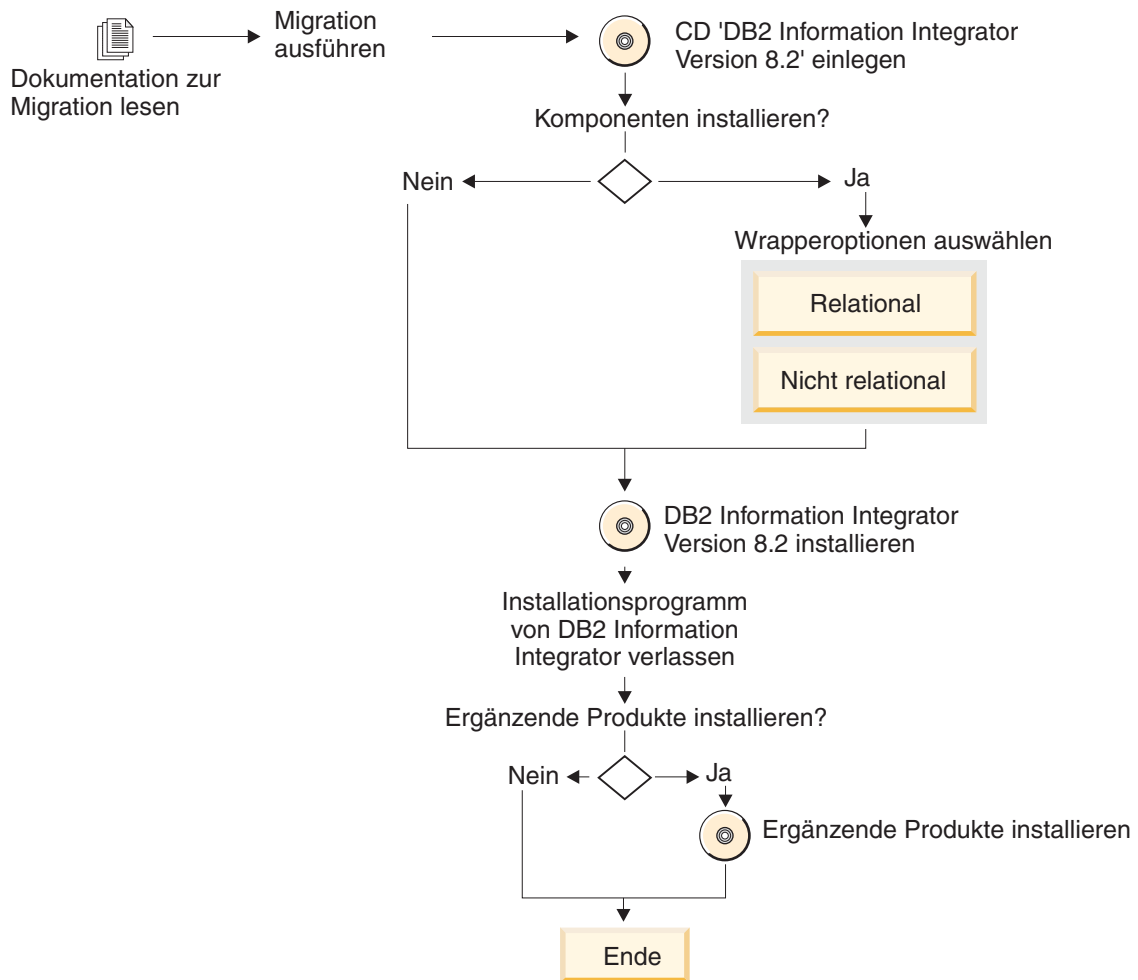 Dokumentation zur
Migration lesen
Migration
ausführen
CD 'DB2 Information Integrator
Version 8.2' einlegen
Komponenten installieren?
Nein
Ja
Wrapperoptionen auswählen
Relational
Nicht relational
DB2 Information Integrator
Version 8.2 installieren
Installationsprogramm
von DB2 Information
Integrator verlassen
Ergänzende Produkte installieren?
Nein
Ja
Ergänzende Produkte installieren
Ende